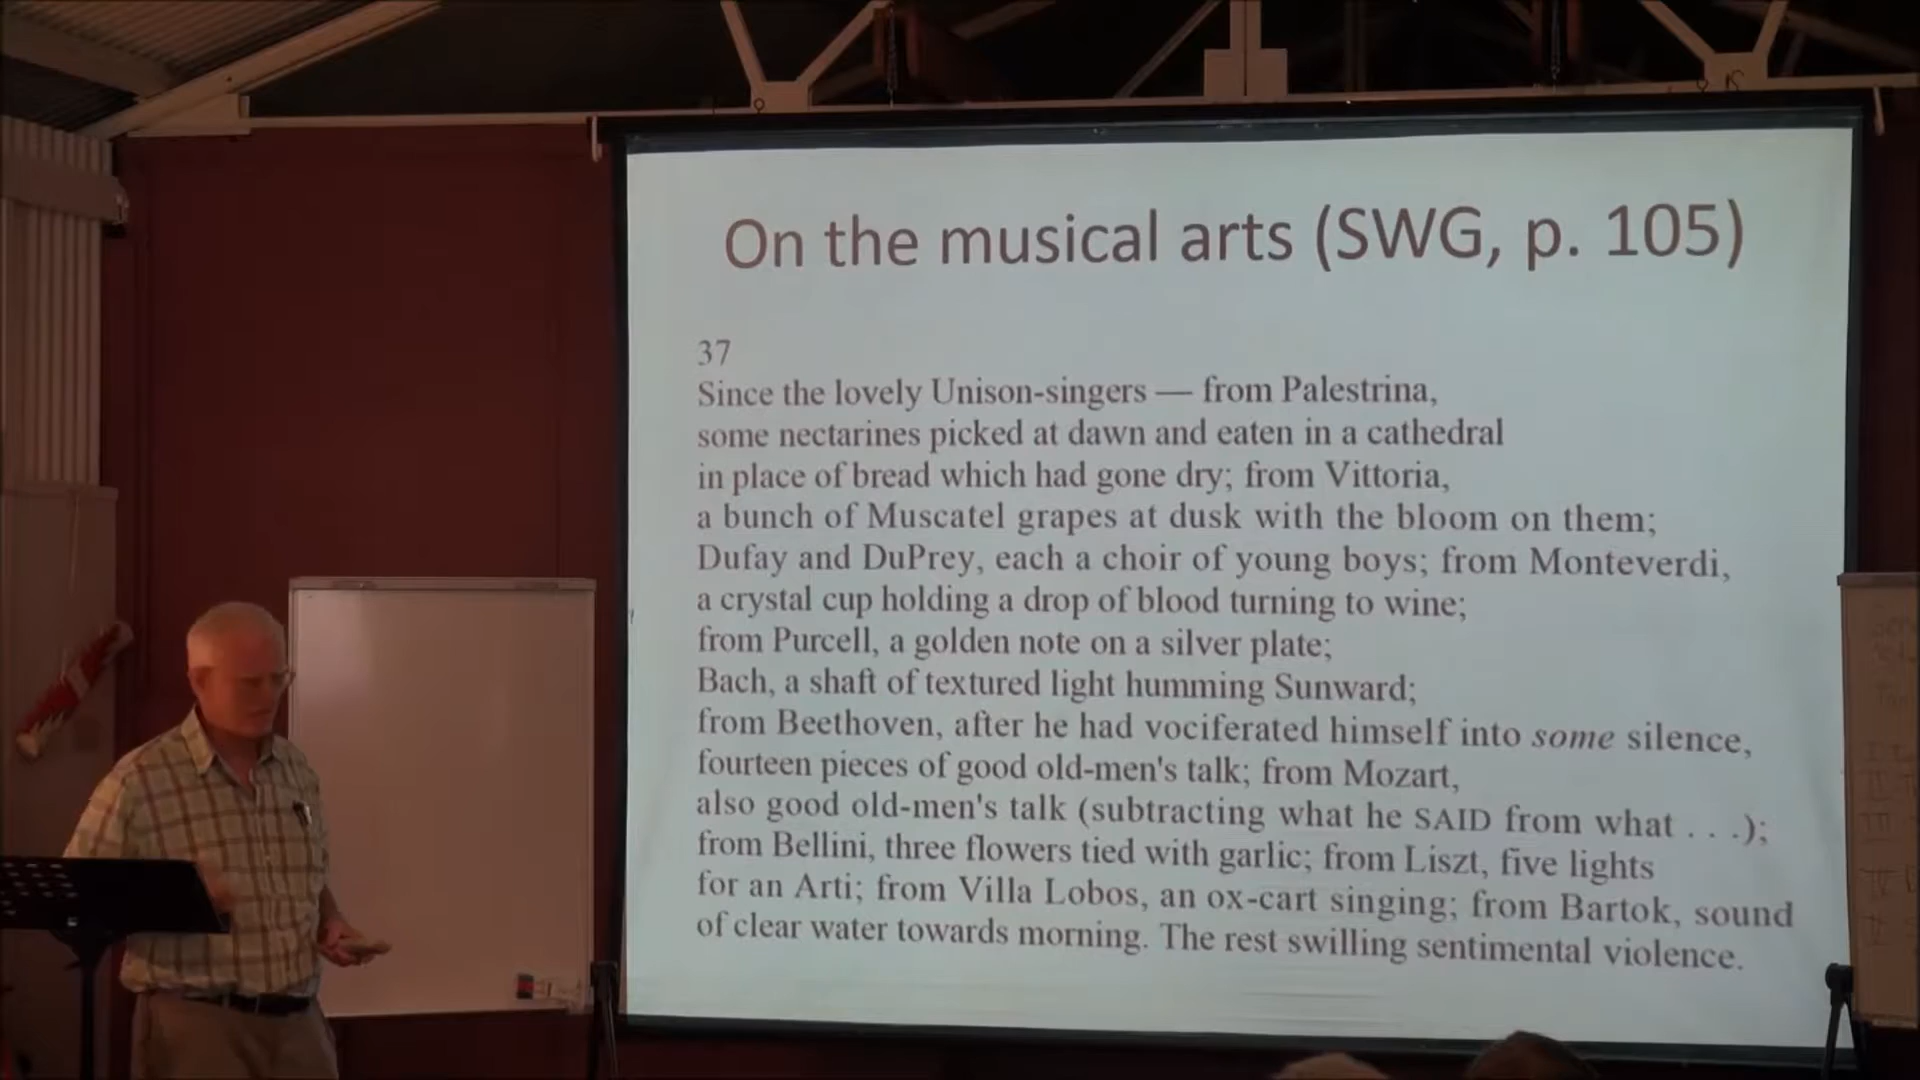 On the musical arts (SWG, p. 105)
37
Since the lovely Unison-singers — from Palestrina,
some nectarines picked at dawn and eaten in a cathedral
in place of bread which had gone dry; from Vittoria,
a bunch of Muscatel grapes at dusk with the bloom on them;
Dufay and DuPrey, each a choir of young boys; from Monteverdi,
a crystal cup holding a drop of blood turning to wine;
from Purcell, a golden note on a silver plate;
Bach, a shaft of textured light humming Sunward;
from Beethoven, after he had vociferated himself into some silence,
fourteen pieces of good old-men's talk; from Mozart,
also good old-men's talk (subtracting what he SAID from what . . .);
from Bellini, three flowers tied with garlic; from Liszt, five lights
for an Arti; from Villa Lobos, an ox-cart singing; from Bartok, sound
of clear water towards morning. The rest swilling sentimental violence.